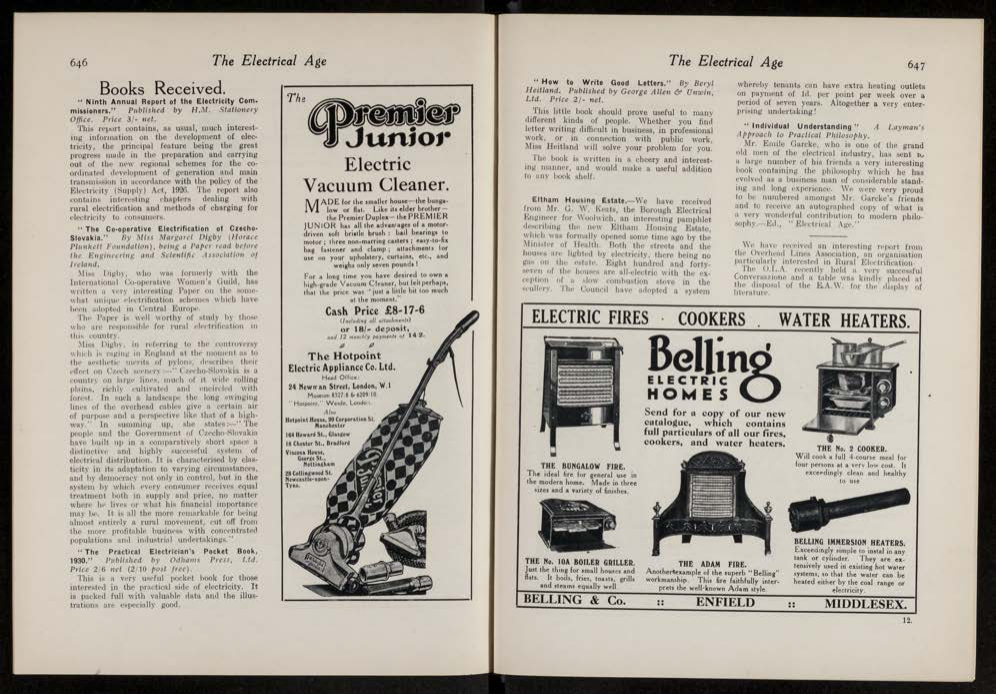 646
The Electrical Age
Books Received.
"Ninth Annual Report of the Electricity Com-
missioners." Published by H.M. Stationery
Office. Price 3/- net.
This report contains, as usual, much interest-
ing information on the development of elec-
tricity, the principal feature being the great
progress made in the preparation and carrying
out of the new regional schemes for the co-
ordinated development of generation and main
transmission in accordance with the policy of the
Electricity (Supply) Act, 1926. The report also
contains interesting chapters dealing with
rural electrification and methods of charging for
electricity to consumers.
"The Co-operative Electrification of Czecho-
Slovakia." By Miss Margaret Digby (Horace
Plunkett Foundation), being a Paper read before
the Engineering and Scientific Association of
Ireland.
Miss Digby, who was formerly with the
International Co-operative Women's Guild, has
written a very interesting Paper on the some-
what unique electrification schemes which have
been adopted in Central Europe.
The Paper is well worthy of study by those
who are responsible for rural electrification in
this country.
Miss Digby, in referring to the controversy
which is raging in England at the moment as to
the aesthetic merits of pylons, describes their
effect on Czech scenery:—"Czecho-Slovakia is a
country on large lines, much of it wide rolling
plains, richly cultivated and encircled with
forest. In such a landscape the long swinging
lines of the overhead cables give a certain air
of purpose and a perspective like that of a high-
way." In summing up, she states:—"The
people and the Government of Czecho-Slovakia
have built up in a comparatively short space a
distinctive and highly successful system of
electrical distribution. It is characterised by elas-
ticity in its adaptation to varying circumstances,
and by democracy not only in control, but in the
system by which every consumer receives equal
treatment both in supply and price, no matter
where he lives or what his financial importance
may be. It is all the more remarkable for being
almost entirely a rural movement, cut off from
the more profitable business with concentrated
populations and industrial undertakings."
"The Practical Electrician's Pocket Book,
1930." Published by Odhams Press, Ltd.
Price 2/6 net (2/10 post free).
This is a very useful pocket book for those
interested in the practical side of electricity. It
is packed full with valuable data and the illus-
trations are especially good.
The
Premier
Junior
Electric
Vacuum Cleaner.
MADE for the smaller house—the bunga-
low or flat. Like its elder brother—
the Premier Duplex—the PREMIER
JUNIOR has all the advantages of a motor-
driven soft bristle brush: ball bearings to
motor; three non-marring casters; easy-to-fix
bag fastener and clamp; attachments for
use on your upholstery, curtains, etc., and
weighs only seven pounds!
For a long time you have desired to own a
high-grade Vacuum Cleaner, but felt perhaps,
that the price was "just a little bit too much
at the moment."
Cash Price £8-17-6
(Including all attachments)
or 18/- deposit,
and 12 monthly payments of 14/2.
The Hotpoint
Electric Appliance Co. Ltd.
Head Office:
24 Newman Street, London, W.1
Also
Hotpoint House, 90 Corporation St.
Manchester
104 Howard St., Glasgow
18 Chester St., Bradford
Viscosa House,
George St.,
Nottingham
28 Collingwood St.
Newcastle-upon-
Tyne.
The Electrical Age
647
"How to Write Good Letters." By Beryl
Heitland. Published by George Allen & Unwin,
Ltd. Price 2/- net.
This little book should prove useful to many
different kinds of people. Whether you find
letter writing difficult in business, in professional
work, or in connection with public work,
Miss Heitland will solve your problem for you.
The book is written in a cheery and interest-
ing manner, and would make a useful addition
to any book shelf.
Eltham Housing Estate.—We have received
from Mr. G. W. Keats, the Borough Electrical
Engineer for Woolwich, an interesting pamphlet
describing the new Eltham Housing Estate,
which was formally opened some time ago by the
Minister of Health. Both the streets and the
houses are lighted by electricity, there being no
gas on the estate. Eight hundred and forty-
seven of the houses are all-electric with the ex-
ception of a slow combustion stove in the
scullery. The Council have adopted a system
whereby tenants can have extra heating outlets
on payment of 1d. per point per week over a
period of seven years. Altogether a very enter-
prising undertaking!
"Individual Understanding" A Layman's
Approach to Practical Philosophy.
Mr. Emile Garcke, who is one of the grand
old men of the electrical industry, has sent to
a large number of his friends a very interesting
book containing the philosophy which he has
evolved as a business man of considerable stand-
ing and long experience. We were very proud
to be numbered amongst Mr. Garcke's friends
and to receive an autographed copy of what is
a very wonderful contribution to modern philo-
sophy.—Ed., "Electrical Age.
We have received an interesting report from
the Overhead Lines Association, an organisation
particularly interested in Rural Electrification.
The O.L.A. recently held a very successful
Conversazione and a table was kindly placed at
the disposal of the E.A.W. for the display of
literature.
ELECTRIC FIRES · COOKERS . WATER HEATERS.
Belling
ELECTRIC
HOMES
Send for a copy of our new
catalogue, which contains
full particulars of all our fires,
cookers, and water heaters.
THE BUNGALOW FIRE.
The ideal fire for general use in
the modern home. Made in three
sizes and a variety of finishes.
THE No. 2 COOKER.
Will cook a full 4-course meal for
four persons at a very low cost. It
exceedingly clean and healthy
to use
THE No. 10A BOILER GRILLER.
Just the thing for small houses and
flats. It boils, fries, toasts, grills
and steams equally well
THE ADAM FIRE.
Another example of the superb "Belling"
workmanship. This fire faithfully inter-
prets the well-known Adam style.
BELLING IMMERSION HEATERS.
Exceedingly simple to instal in any
tank or cylinder. They are ex-
tensively used in existing hot water
systems, so that the water can be
heated either by the coal range or
electricity.
BELLING & Co. :: ENFIELD :: MIDDLESEX.
12.